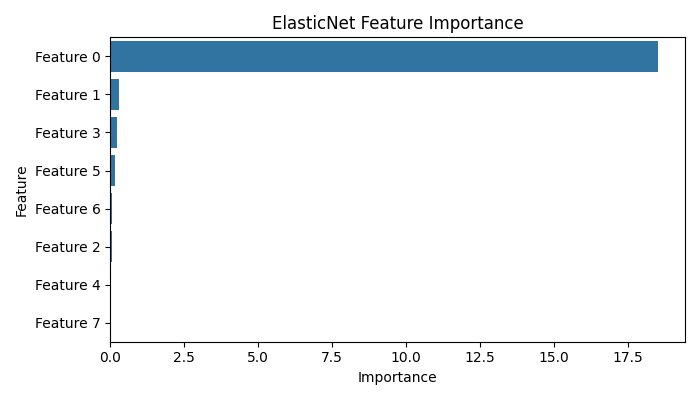 ElasticNet Feature Importance
Feature
Feature 0
Feature 1
Feature 3
Feature 5
Feature 6
Feature 2
Feature 4
Feature 7
0.0 2.5 5.0 7.5 10.0 12.5 15.0 17.5
Importance